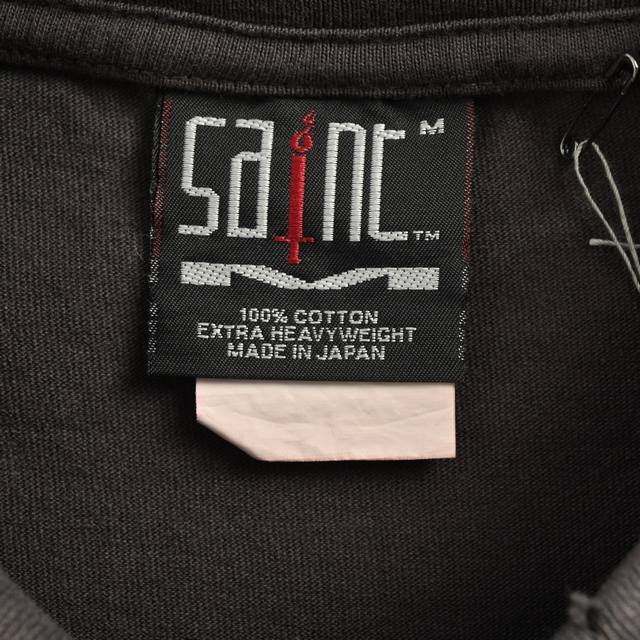 saint M
TM
100% COTTON
EXTRA HEAVYWEIGHT
MADE IN JAPAN